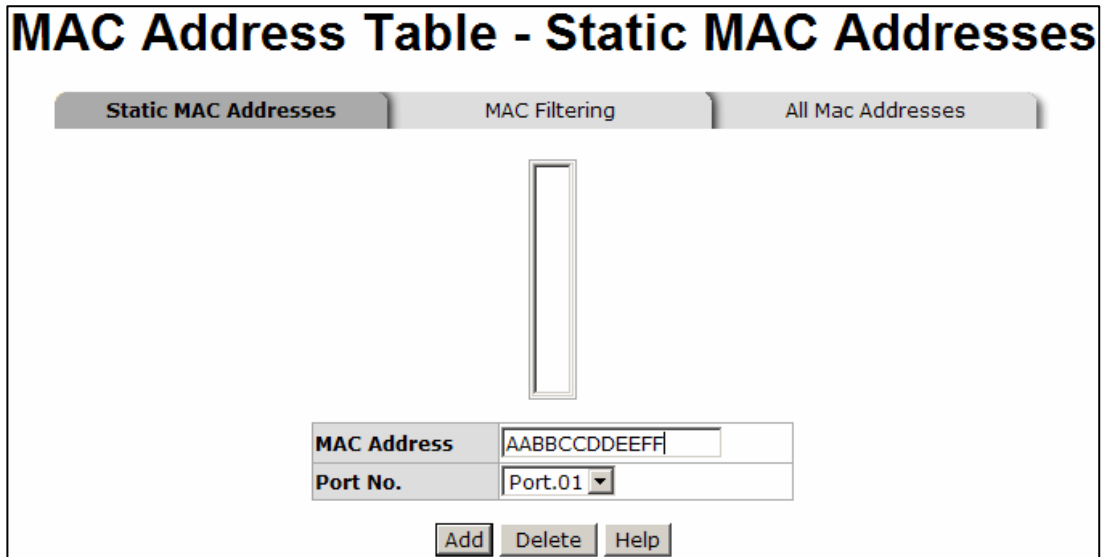 MAC Address Table - Static MAC Addresses
Static MAC Addresses MAC Filtering All Mac Addresses
MAC Address AABBCCDDEEFF
Port No. Port.01
Add Delete Help